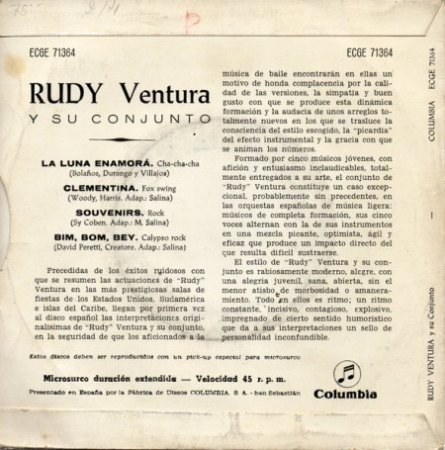 ECGE 71364
ECGE 71364
RUDY Ventura
Y SU CONJUNTO
LA LUNA ENAMORÁ. Cha-cha-cha
(Bolaños, Durango y Villajos)
CLEMENTINA. Fox swing
(Woody, Harris. Adap.: Salina)
SOUVENIRS. Rock
(Sy Coben. Adap.: M. Salina)
BIM, BOM, BEY. Calypso rock
(David Peretti, Creatore. Adap.: M. Salina)
Precedidas de los éxitos ruidosos con
que se resumen las actuaciones de "Rudy"
Ventura en las más prestigiosas salas de
fiestas de los Estados Unidos, Sudamérica
e islas del Caribe, llegan por primera vez
al disco español las interpretaciones origi-
nalísimas de "Rudy" Ventura y su conjunto,
en la seguridad de que los aficionados a la
música de baile encontrarán en ellas un
motivo de honda complacencia por la cali-
dad de las versiones, la simpatía y buen
gusto con que se produce esta dinámica
formación y la audacia de unos arreglos to-
talmente nuevos en los que se trasluce la
consciencia del estilo escogido, la "picardía"
del efecto instrumental y la gracia con que
se animan los números.
Formado por cinco músicos jóvenes, con
afición y entusiasmo includicables, total-
mente entregados a su arte, el conjunto de
"Rudy" Ventura constituye un caso excep-
cional, probablemente sin precedentes, en
las orquestas españolas de música ligera:
músicos de completa formación, sus cinco
voces alternan con la de sus instrumentos
en una mezcla picante, optimista, ágil y
eficaz que produce un impacto directo del
que resulta difícil sustraerse.
El estilo de "Rudy" Ventura y su conjun-
to es rabiosamente moderno, alegre, con
una alegría juvenil, sana, abierta, sin el
menor atisbo de morbosidad o amanera-
miento. Todo en ellos es ritmo; un ritmo
constante, incisivo, contagioso, explosivo,
impregnado de cierto sentido humorístico
que da a sus interpretaciones un sello de
personalidad inconfundible.
Estos discos deben ser reproducidos con un pick-up especial para microsurco
Microsurco duración extendida — Velocidad 45 r. p. m.
Presentado en España por la Fábrica de Discos COLUMBIA, S. A. - San Sebastián
Columbia
RUDY VENTURA y su Conjunto — COLUMBIA ECGE 71364